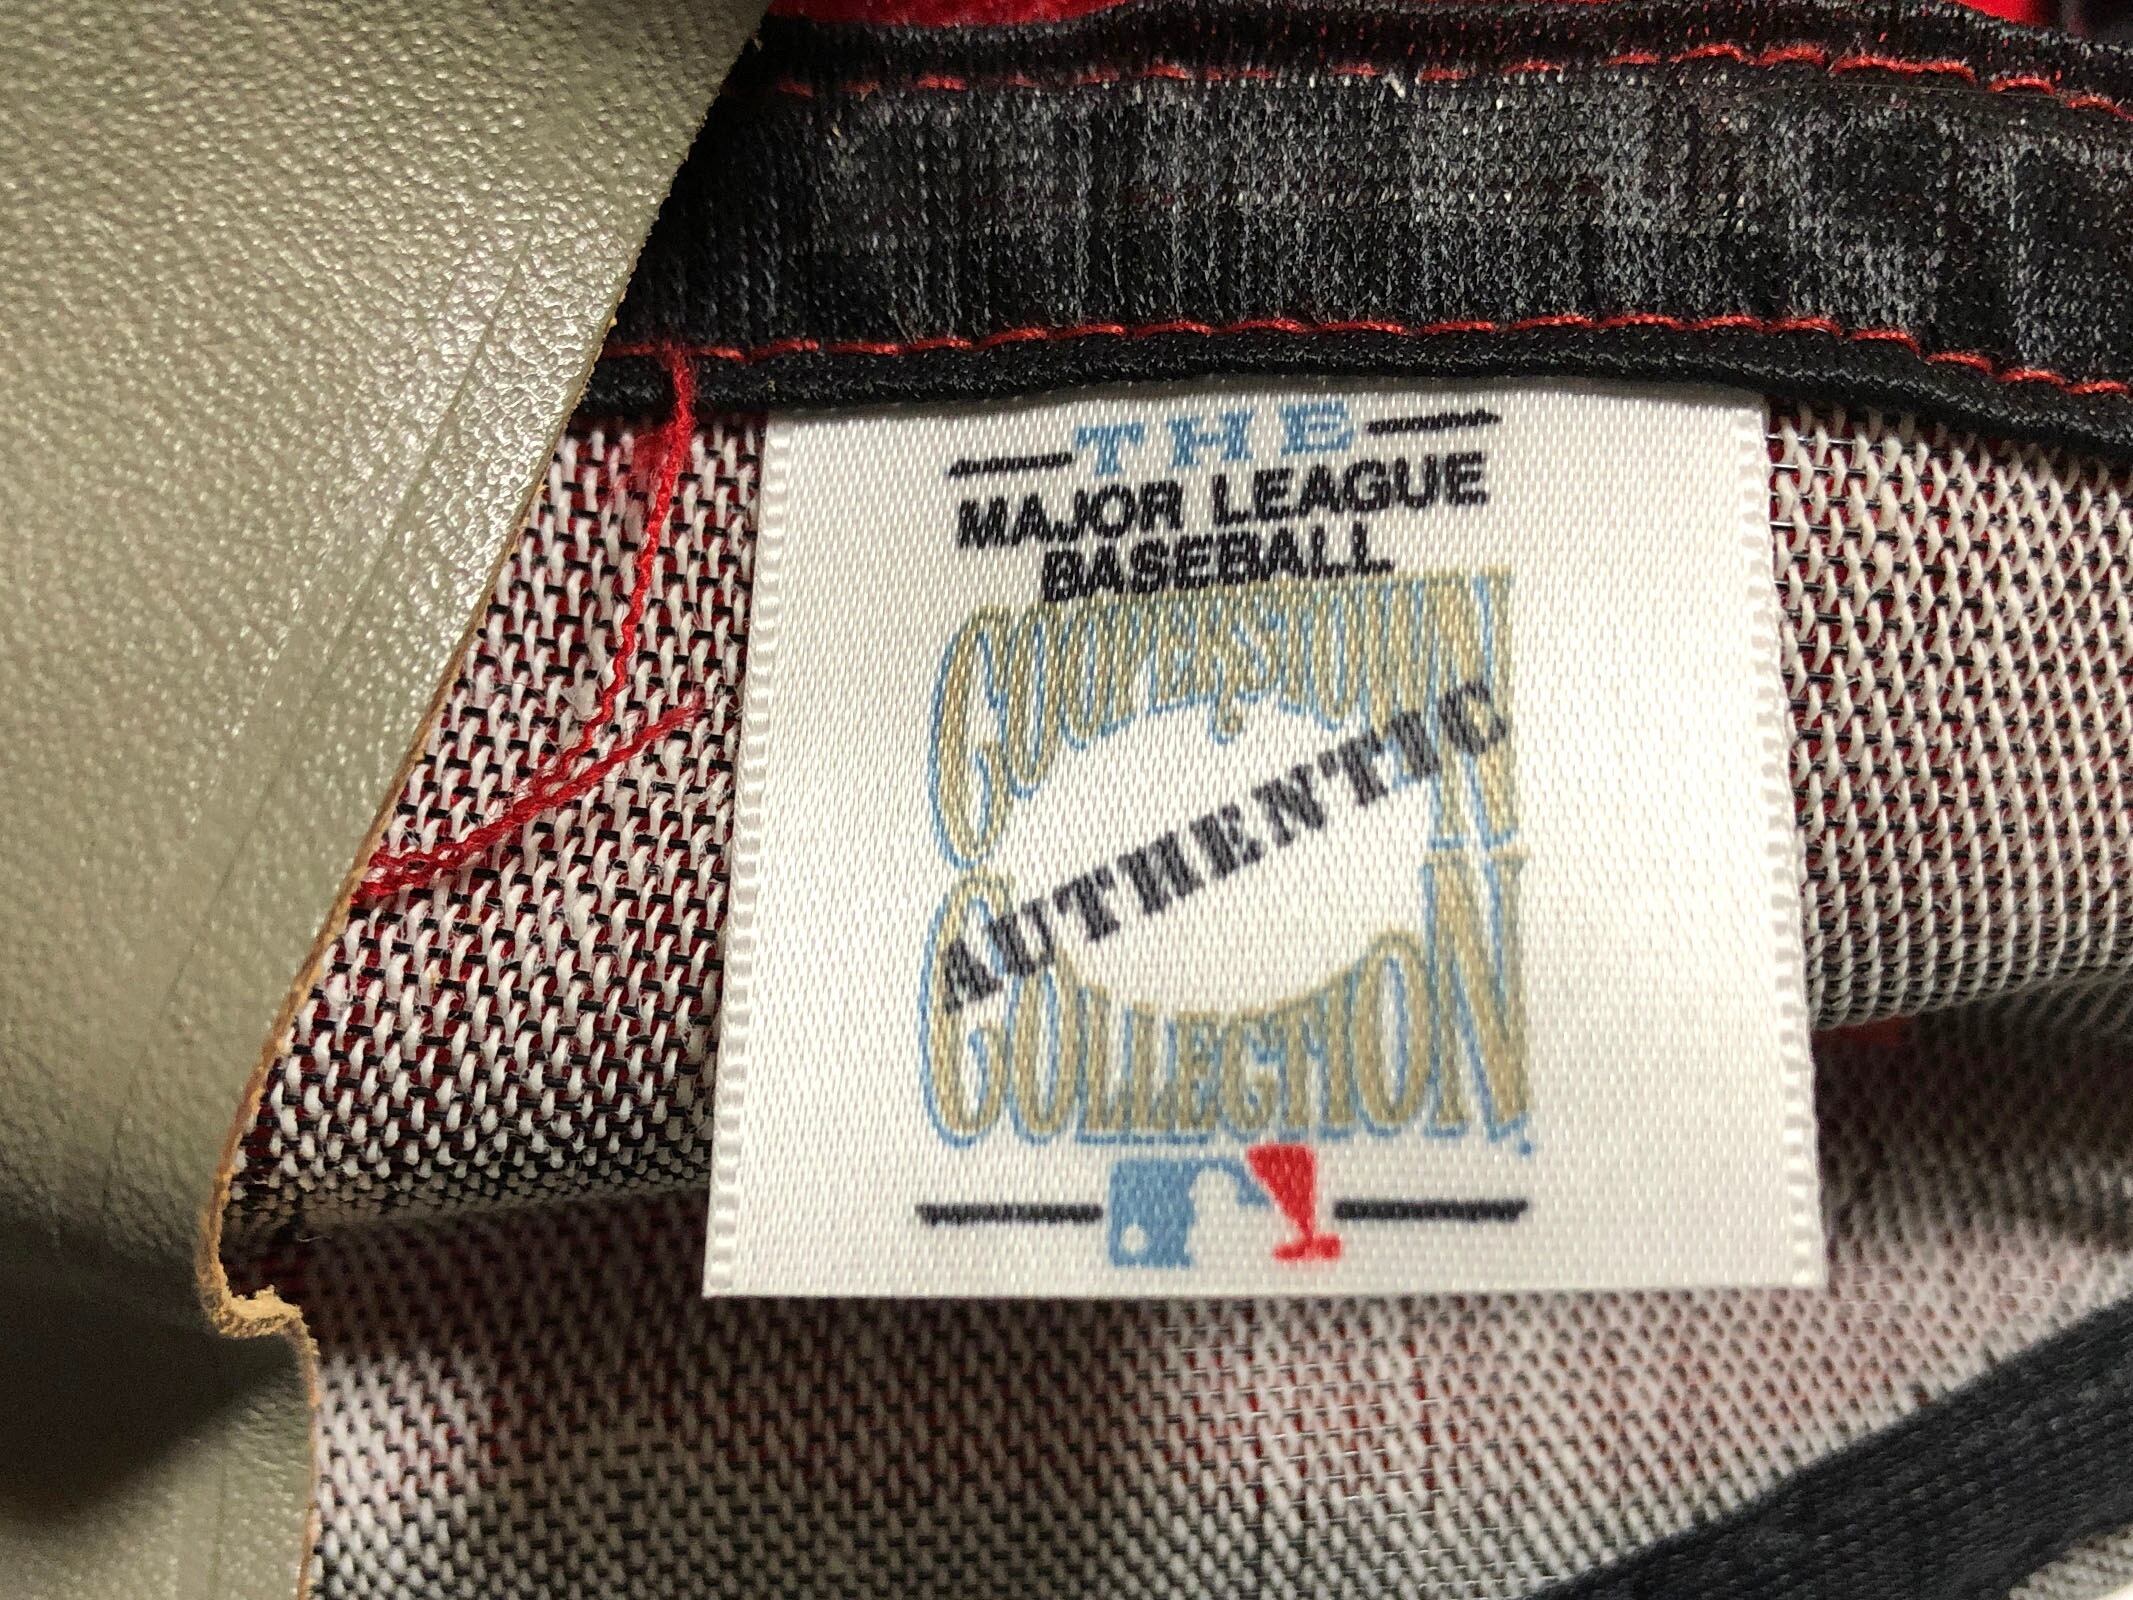 THE
MAJOR LEAGUE
BASEBALL
COOPERSTOWN
AUTHENTIC
COLLECTION